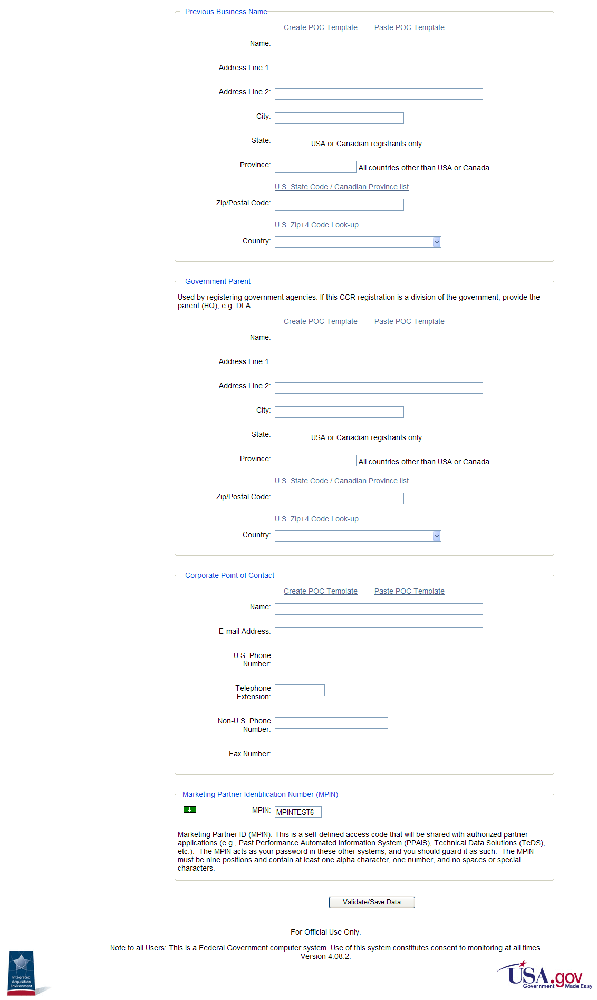 Previous Business Name
Create POC Template Paste POC Template
Name:
Address Line 1:
Address Line 2:
City:
State: USA or Canadian registrants only.
Province: All countries other than USA or Canada.
U.S. State Code / Canadian Province list
Zip/Postal Code:
U.S. Zip+4 Code Look-up
Country:
Government Parent
Used by registering government agencies. If this CCR registration is a division of the government, provide the
parent (HQ), e.g. DLA.
Create POC Template Paste POC Template
Name:
Address Line 1:
Address Line 2:
City:
State: USA or Canadian registrants only.
Province: All countries other than USA or Canada.
U.S. State Code / Canadian Province list
Zip/Postal Code:
U.S. Zip+4 Code Look-up
Country:
Corporate Point of Contact
Create POC Template Paste POC Template
Name:
E-mail Address:
U.S. Phone
Number:
Telephone
Extension:
Non-U.S. Phone
Number:
Fax Number:
Marketing Partner Identification Number (MPIN)
* MPIN: MPINTEST6
Marketing Partner ID (MPIN): This is a self-defined access code that will be shared with authorized partner
applications (e.g., Past Performance Automated Information System (PPAIS), Technical Data Solutions (TeDS),
etc.). The MPIN acts as your password in these other systems, and you should guard it as such. The MPIN
must be nine positions and contain at least one alpha character, one number, and no spaces or special
characters.
Validate/Save Data
For Official Use Only.
Note to all Users: This is a Federal Government computer system. Use of this system constitutes consent to monitoring at all times.
Version 4.08.2.
Integrated
Acquisition
Environment
USA.gov
Government Made Easy